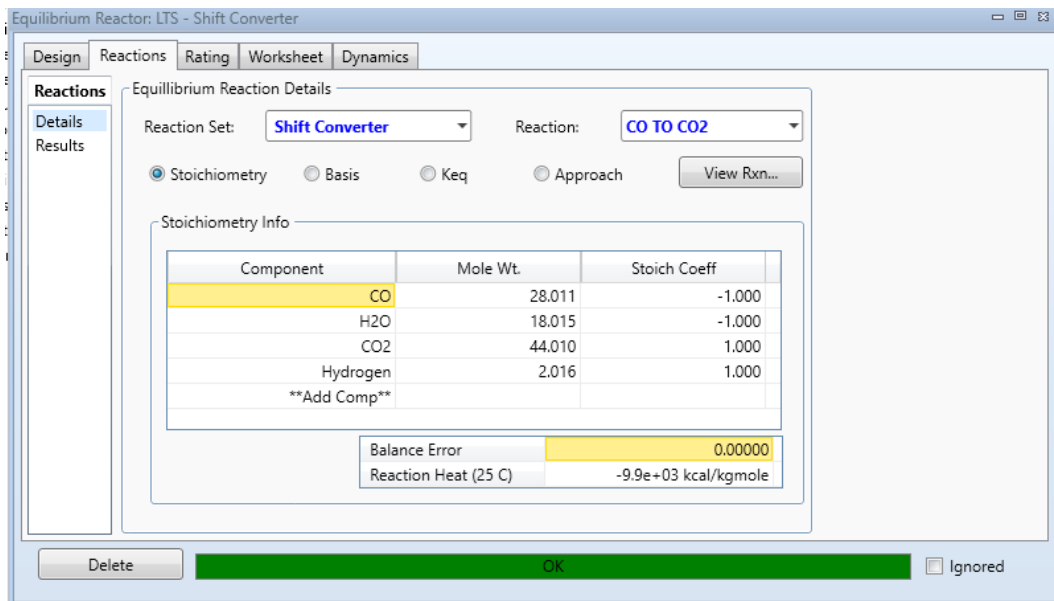 Equilibrium Reactor: LTS - Shift Converter
Design Reactions Rating Worksheet Dynamics
Reactions
Details
Results
Equillibrium Reaction Details
Reaction Set: Shift Converter Reaction: CO TO CO2
Stoichiometry Basis Keq Approach View Rxn...
Stoichiometry Info
Component Mole Wt. Stoich Coeff
CO 28.011 -1.000
H2O 18.015 -1.000
CO2 44.010 1.000
Hydrogen 2.016 1.000
**Add Comp**
Balance Error 0.00000
Reaction Heat (25 C) -9.9e+03 kcal/kgmole
Delete OK Ignored